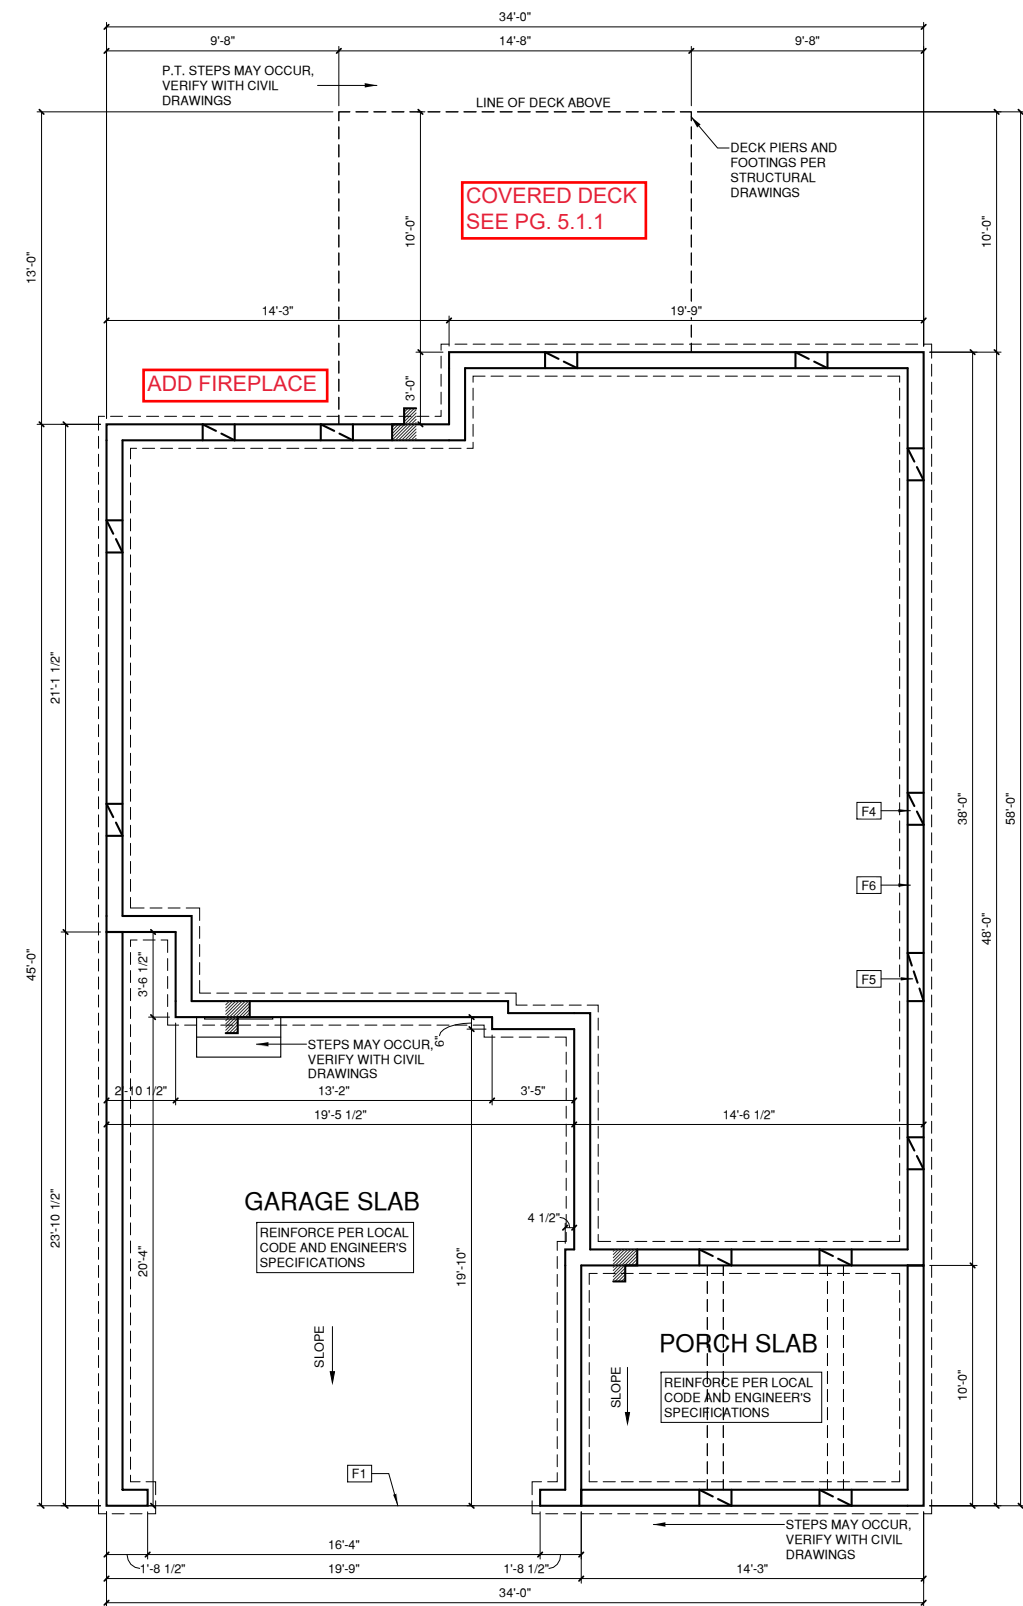 34'-0"
9'-8"
14'-8"
9'-8"
P.T. STEPS MAY OCCUR,
VERIFY WITH CIVIL
DRAWINGS
LINE OF DECK ABOVE
DECK PIERS AND
FOOTINGS PER
STRUCTURAL
DRAWINGS
COVERED DECK
SEE PG. 5.1.1
13'-0"
10'-0"
10'-0"
14'-3"
19'-9"
ADD FIREPLACE
3'-0"
21'-1 1/2"
F4
38'-0"
58'-0"
F6
48'-0"
45'-0"
F5
3'-6 1/2"
STEPS MAY OCCUR,
VERIFY WITH CIVIL
DRAWINGS
6"
2'-10 1/2"
13'-2"
3'-5"
19'-5 1/2"
14'-6 1/2"
GARAGE SLAB
REINFORCE PER LOCAL
CODE AND ENGINEER'S
SPECIFICATIONS
4 1/2"
23'-10 1/2"
20'-4"
19'-10"
SLOPE
PORCH SLAB
REINFORCE PER LOCAL
CODE AND ENGINEER'S
SPECIFICATIONS
SLOPE
10'-0"
F1
STEPS MAY OCCUR,
VERIFY WITH CIVIL
DRAWINGS
16'-4"
1'-8 1/2"
19'-9"
1'-8 1/2"
14'-3"
34'-0"